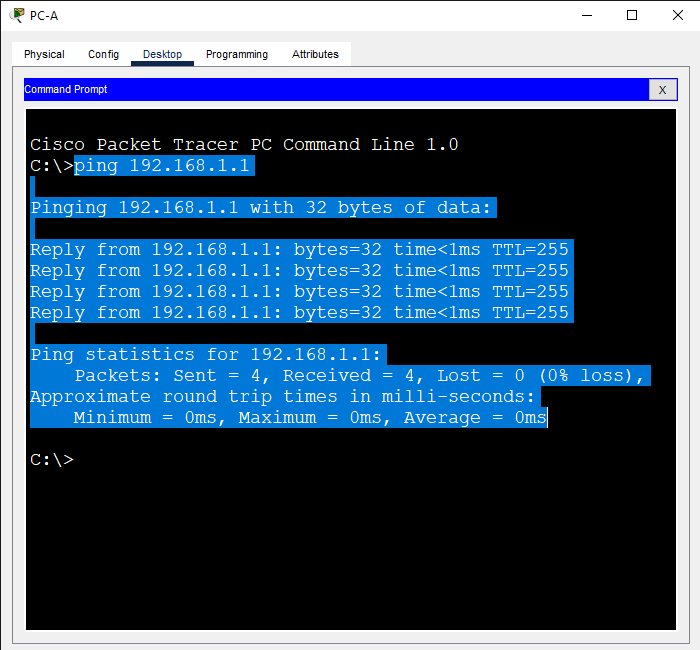 PC-A
Physical Config Desktop Programming Attributes
Command Prompt X
Cisco Packet Tracer PC Command Line 1.0
C:\>ping 192.168.1.1
Pinging 192.168.1.1 with 32 bytes of data:
Reply from 192.168.1.1: bytes=32 time<1ms TTL=255
Reply from 192.168.1.1: bytes=32 time<1ms TTL=255
Reply from 192.168.1.1: bytes=32 time<1ms TTL=255
Reply from 192.168.1.1: bytes=32 time<1ms TTL=255
Ping statistics for 192.168.1.1:
Packets: Sent = 4, Received = 4, Lost = 0 (0% loss),
Approximate round trip times in milli-seconds:
Minimum = 0ms, Maximum = 0ms, Average = 0ms
C:\>